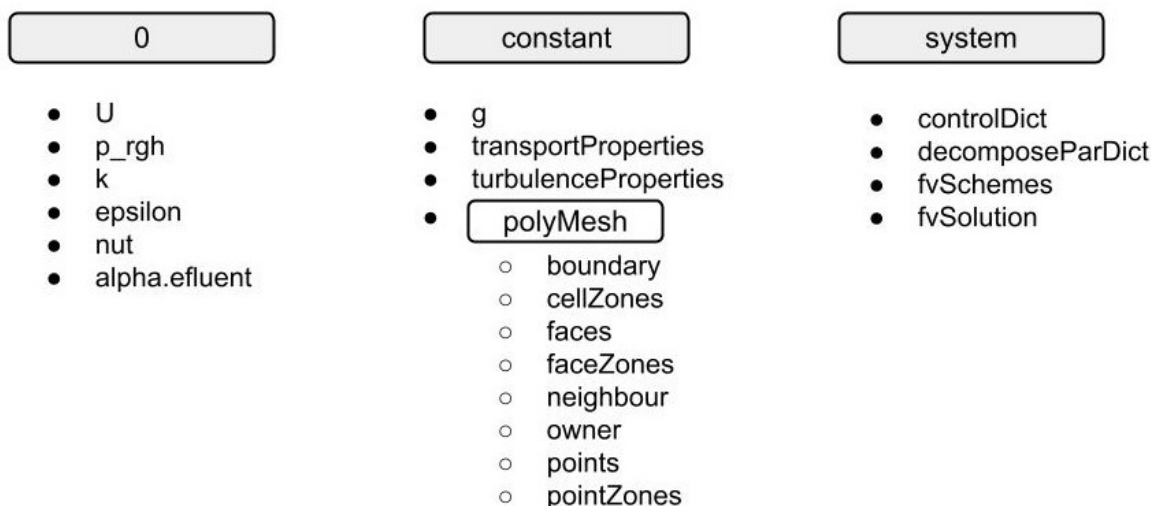 0
U
p_rgh
k
epsilon
nut
alpha.efluent
constant
g
transportProperties
turbulenceProperties
polyMesh
boundary
cellZones
faces
faceZones
neighbour
owner
points
pointZones
system
controlDict
decomposeParDict
fvSchemes
fvSolution